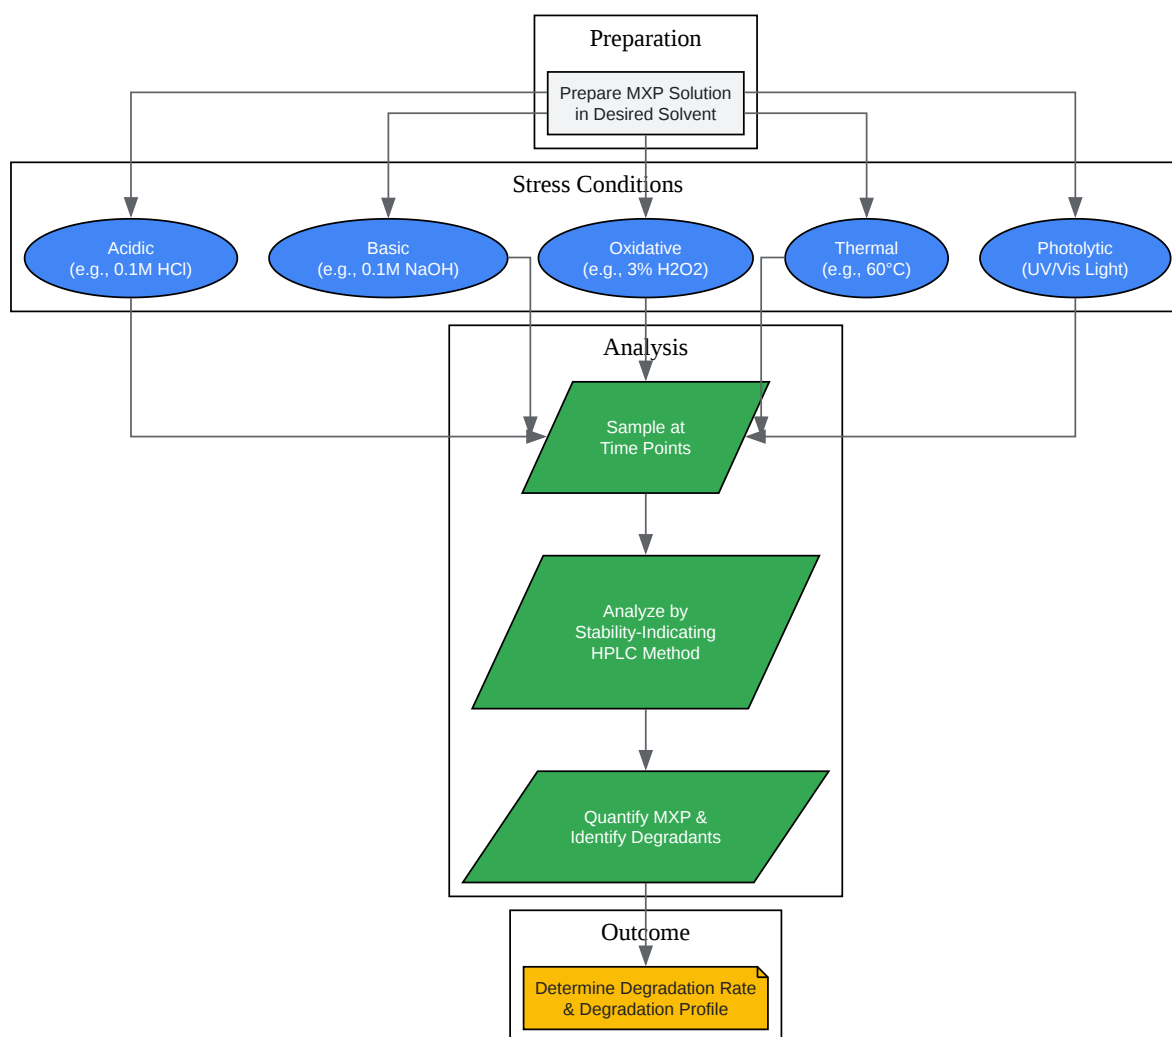 Preparation
Prepare MXP Solution
in Desired Solvent
Stress Conditions
Acidic
(e.g., 0.1M HCl)
Basic
(e.g., 0.1M NaOH)
Oxidative
(e.g., 3% H2O2)
Thermal
(e.g., 60°C)
Photolytic
(UV/Vis Light)
Analysis
Sample at
Time Points
Analyze by
Stability-Indicating
HPLC Method
Quantify MXP &
Identify Degradants
Outcome
Determine Degradation Rate
& Degradation Profile